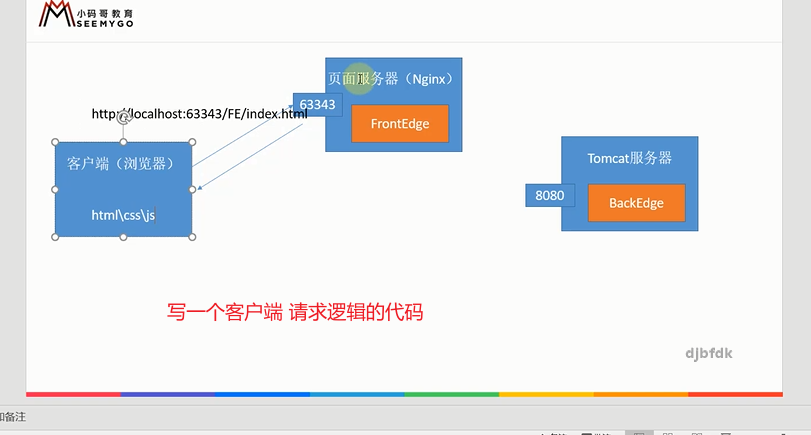 小码哥教育
SEEMYGO
页面服务器（Nginx）
63343
http://localhost:63343/FE/index.html
FrontEdge
客户端（浏览器）
html\css\js
Tomcat服务器
8080
BackEdge
写一个客户端 请求逻辑的代码
djbfdk
加备注